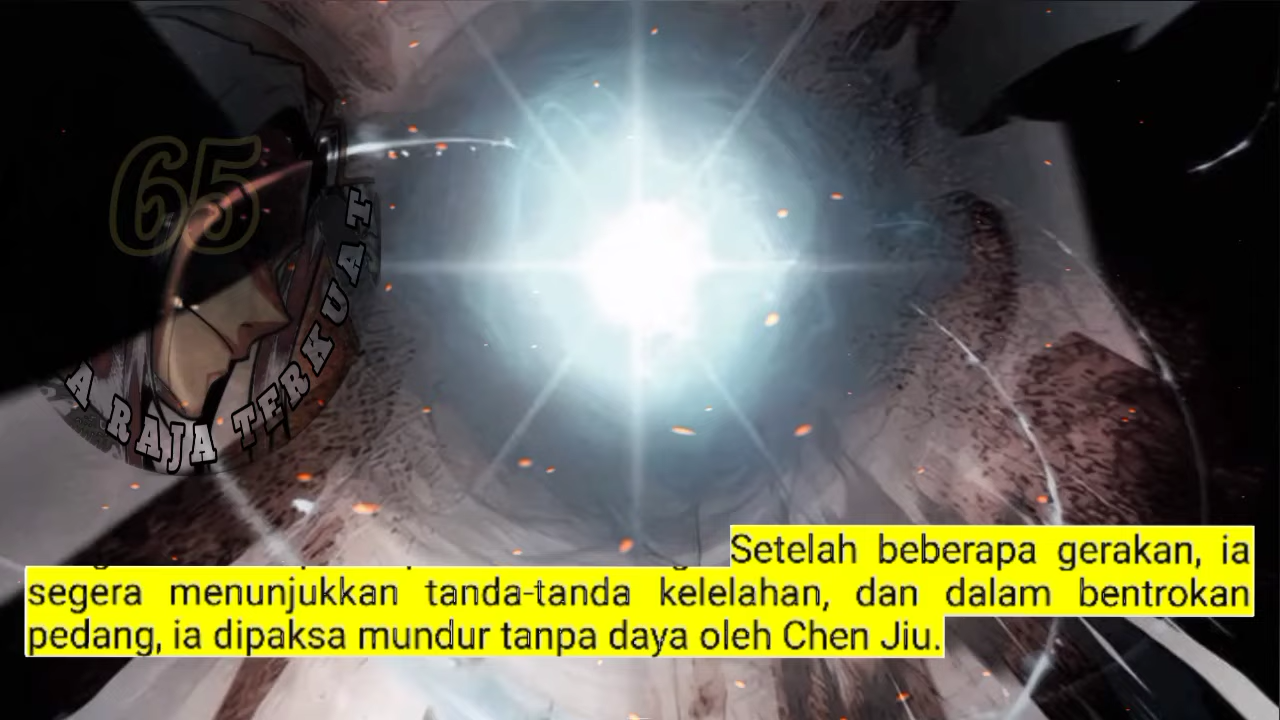 65
A RAJA TERKUAT
Setelah beberapa gerakan, ia
segera menunjukkan tanda-tanda kelelahan, dan dalam bentrokan
pedang, ia dipaksa mundur tanpa daya oleh Chen Jiu.